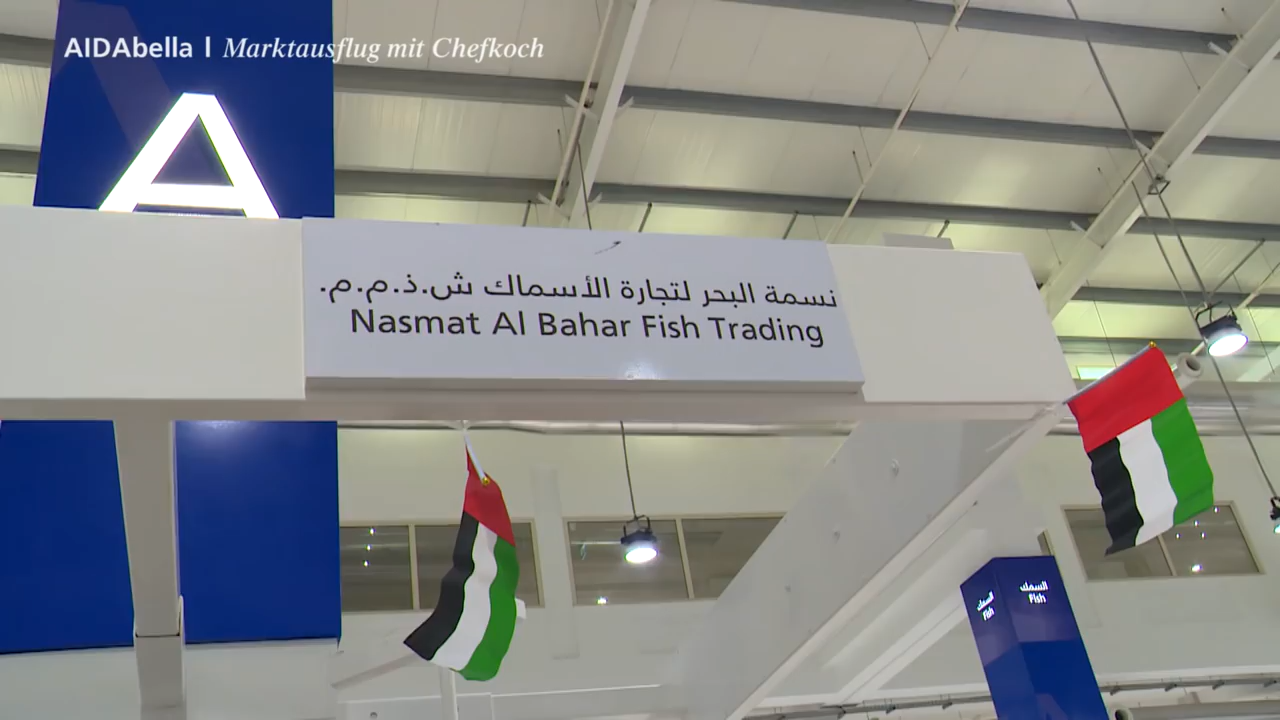 AIDAbella | Marktausflug mit Chefkoch
A
نسمة البحر لتجارة الأسماك ش.ذ.م.م.
Nasmat Al Bahar Fish Trading
السمك
Fish
السمك
Fish